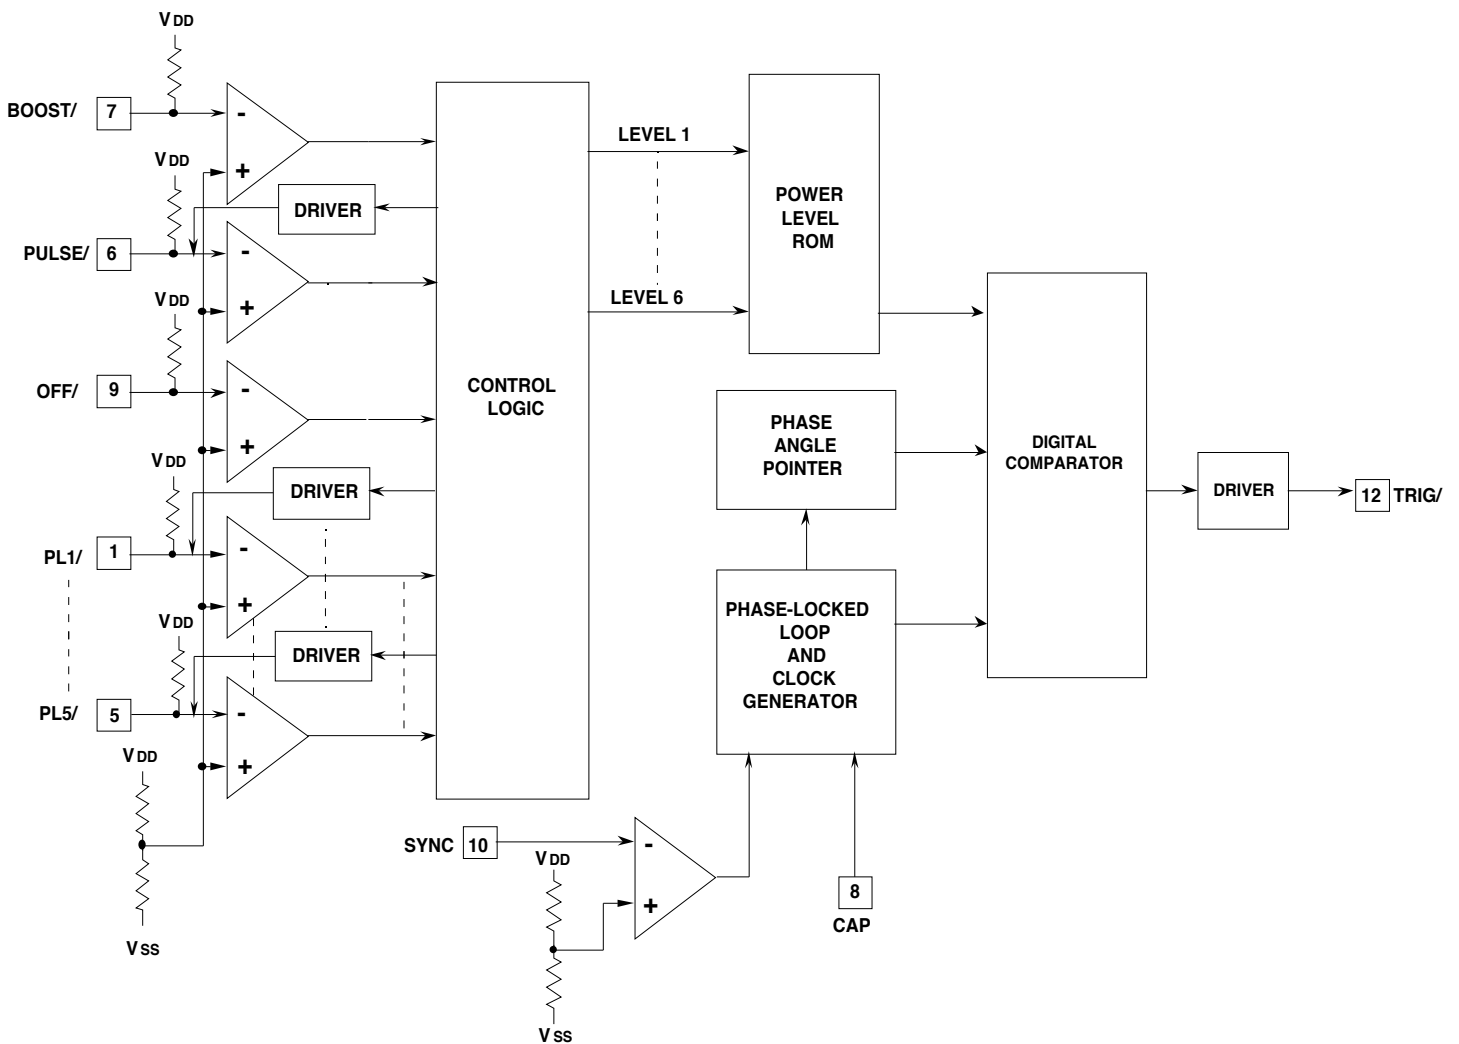 VDD
BOOST/ 7
-
+
VDD
DRIVER
PULSE/ 6
-
+
VDD
OFF/ 9
-
+
VDD
DRIVER
PL1/ 1
-
+
VDD
DRIVER
PL5/ 5
-
+
VDD
VSS
CONTROL
LOGIC
LEVEL 1
LEVEL 6
POWER
LEVEL
ROM
PHASE
ANGLE
POINTER
PHASE-LOCKED
LOOP
AND
CLOCK
GENERATOR
DIGITAL
COMPARATOR
DRIVER
12 TRIG/
SYNC 10
-
+
VDD
VSS
8
CAP